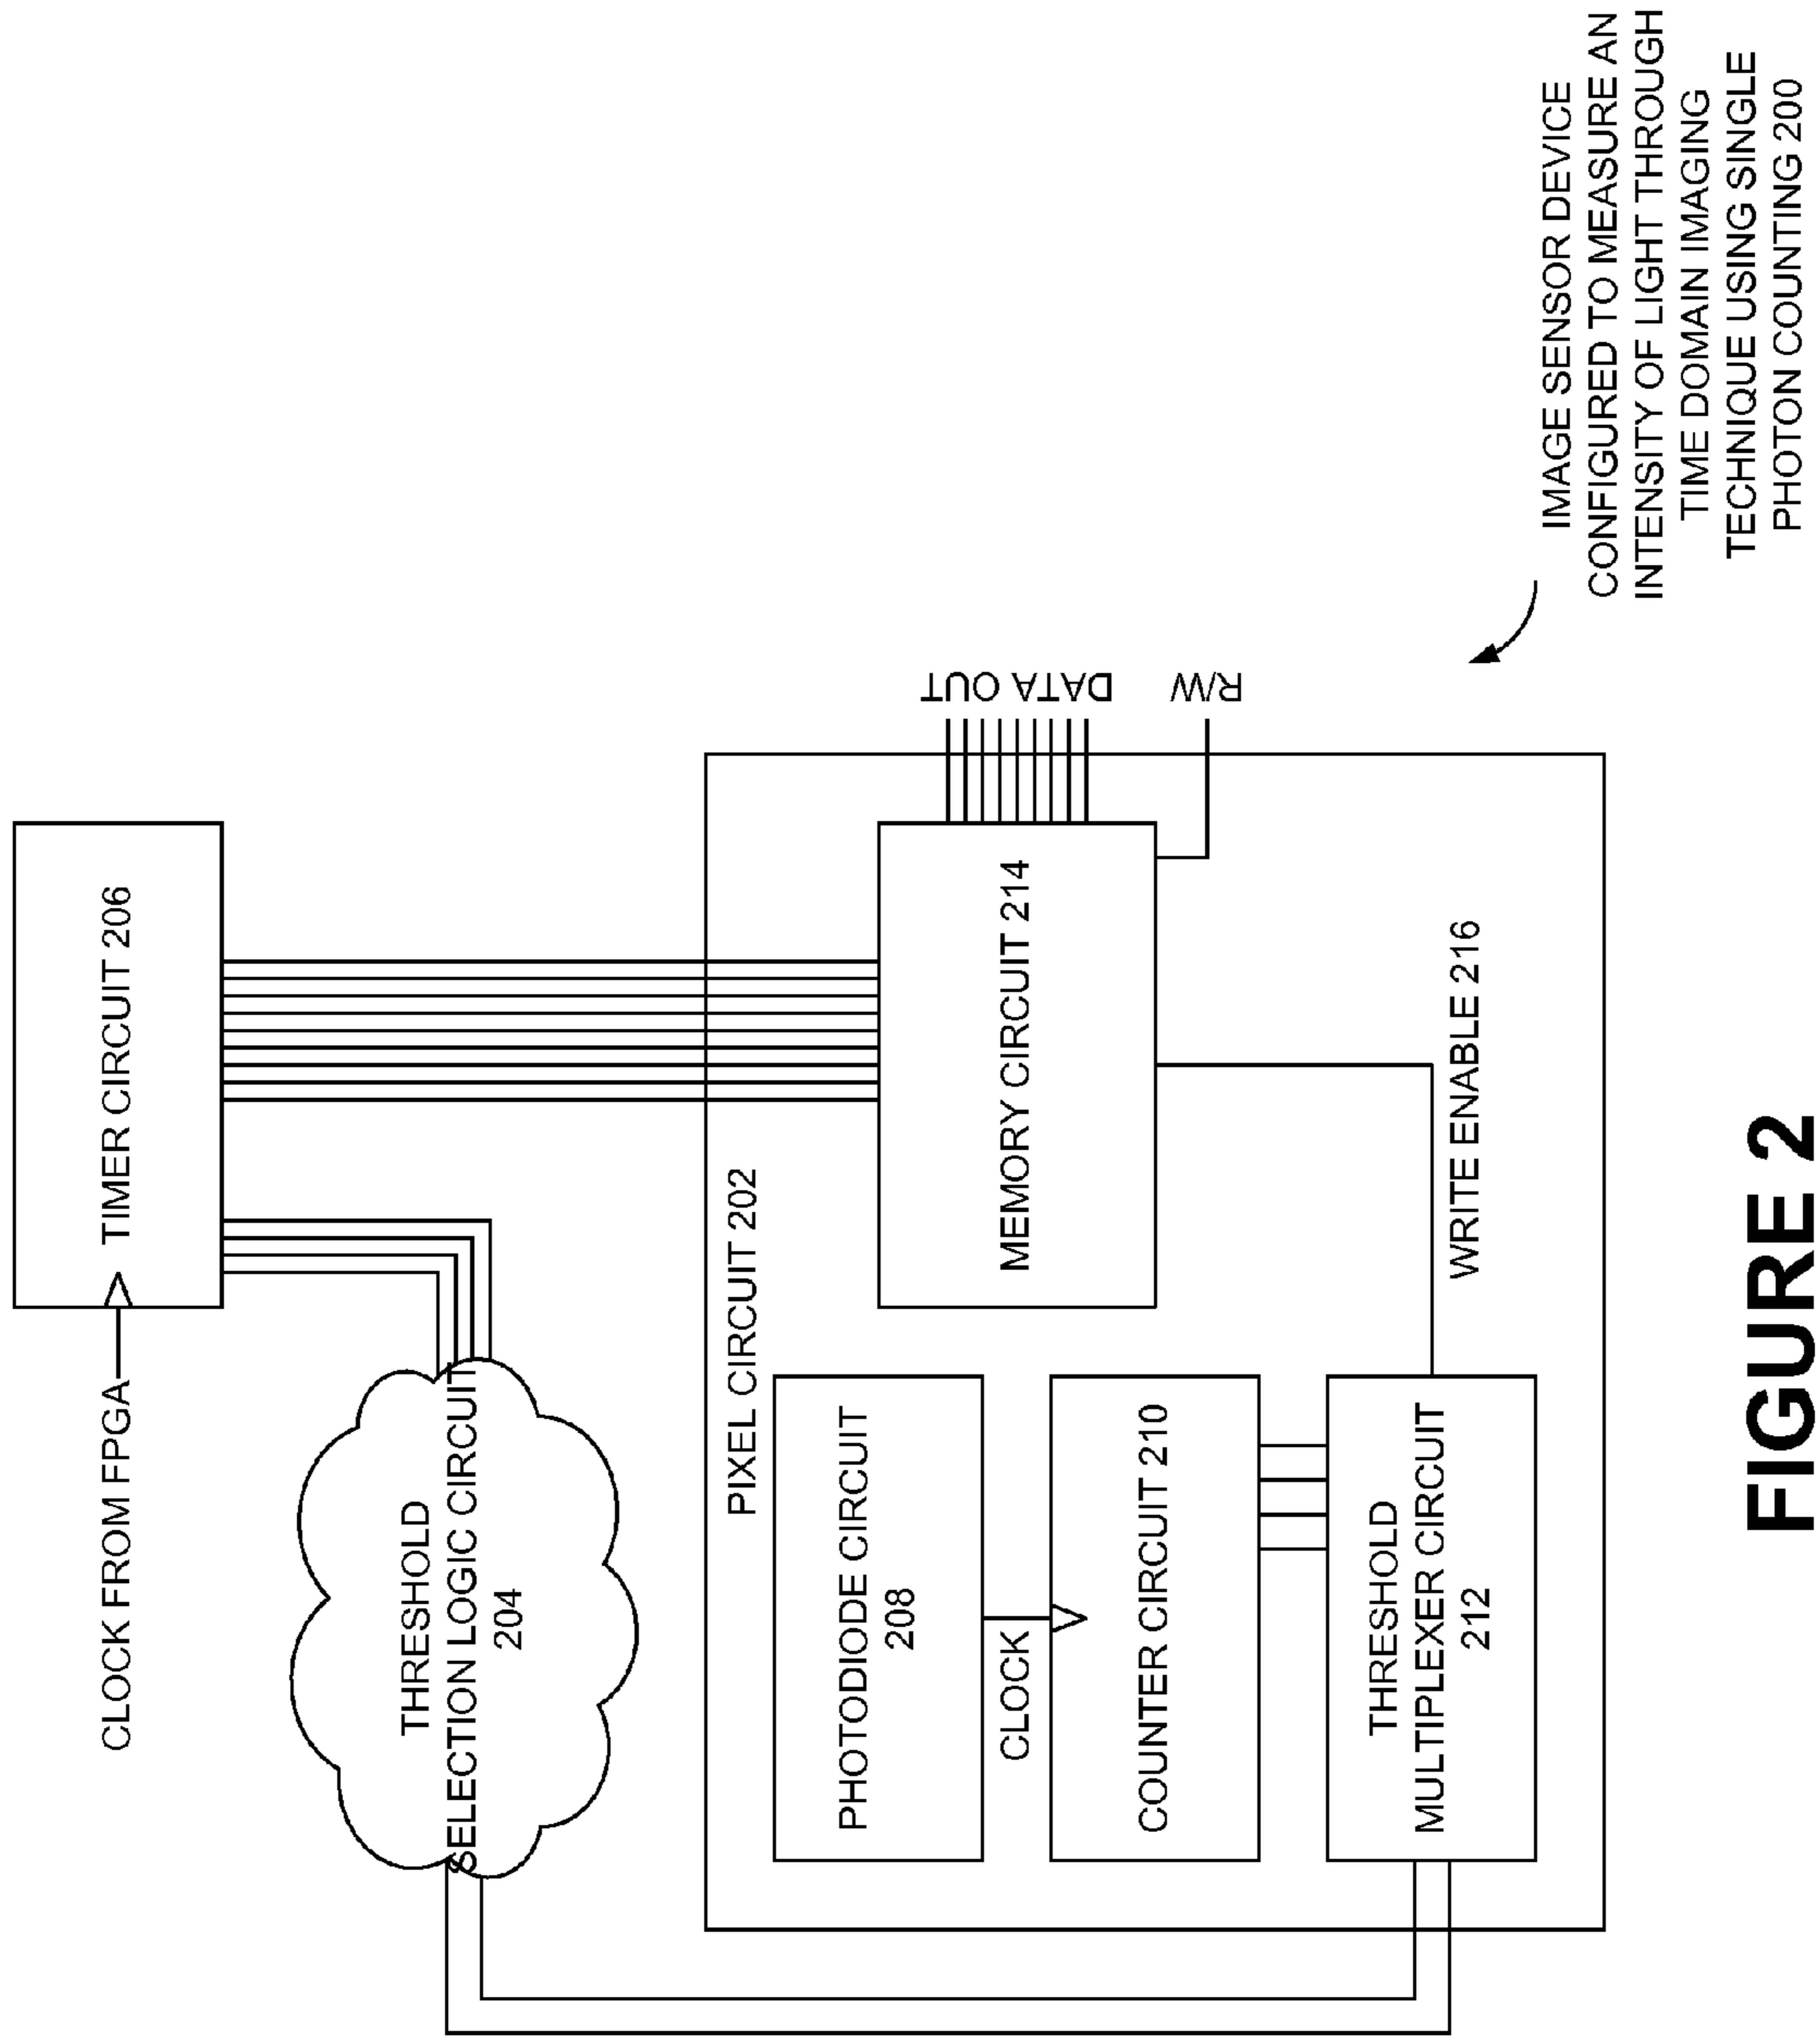 CLOCK FROM FPGA
TIMER CIRCUIT 206
THRESHOLD
SELECTION LOGIC CIRCUIT
204
PIXEL CIRCUIT 202
PHOTODIODE CIRCUIT
208
CLOCK
COUNTER CIRCUIT 210
THRESHOLD
MULTIPLEXER CIRCUIT
212
MEMORY CIRCUIT 214
WRITE ENABLE 216
DATA OUT
R/W
IMAGE SENSOR DEVICE
CONFIGURED TO MEASURE AN
INTENSITY OF LIGHT THROUGH
TIME DOMAIN IMAGING
TECHNIQUE USING SINGLE
PHOTON COUNTING 200
FIGURE 2